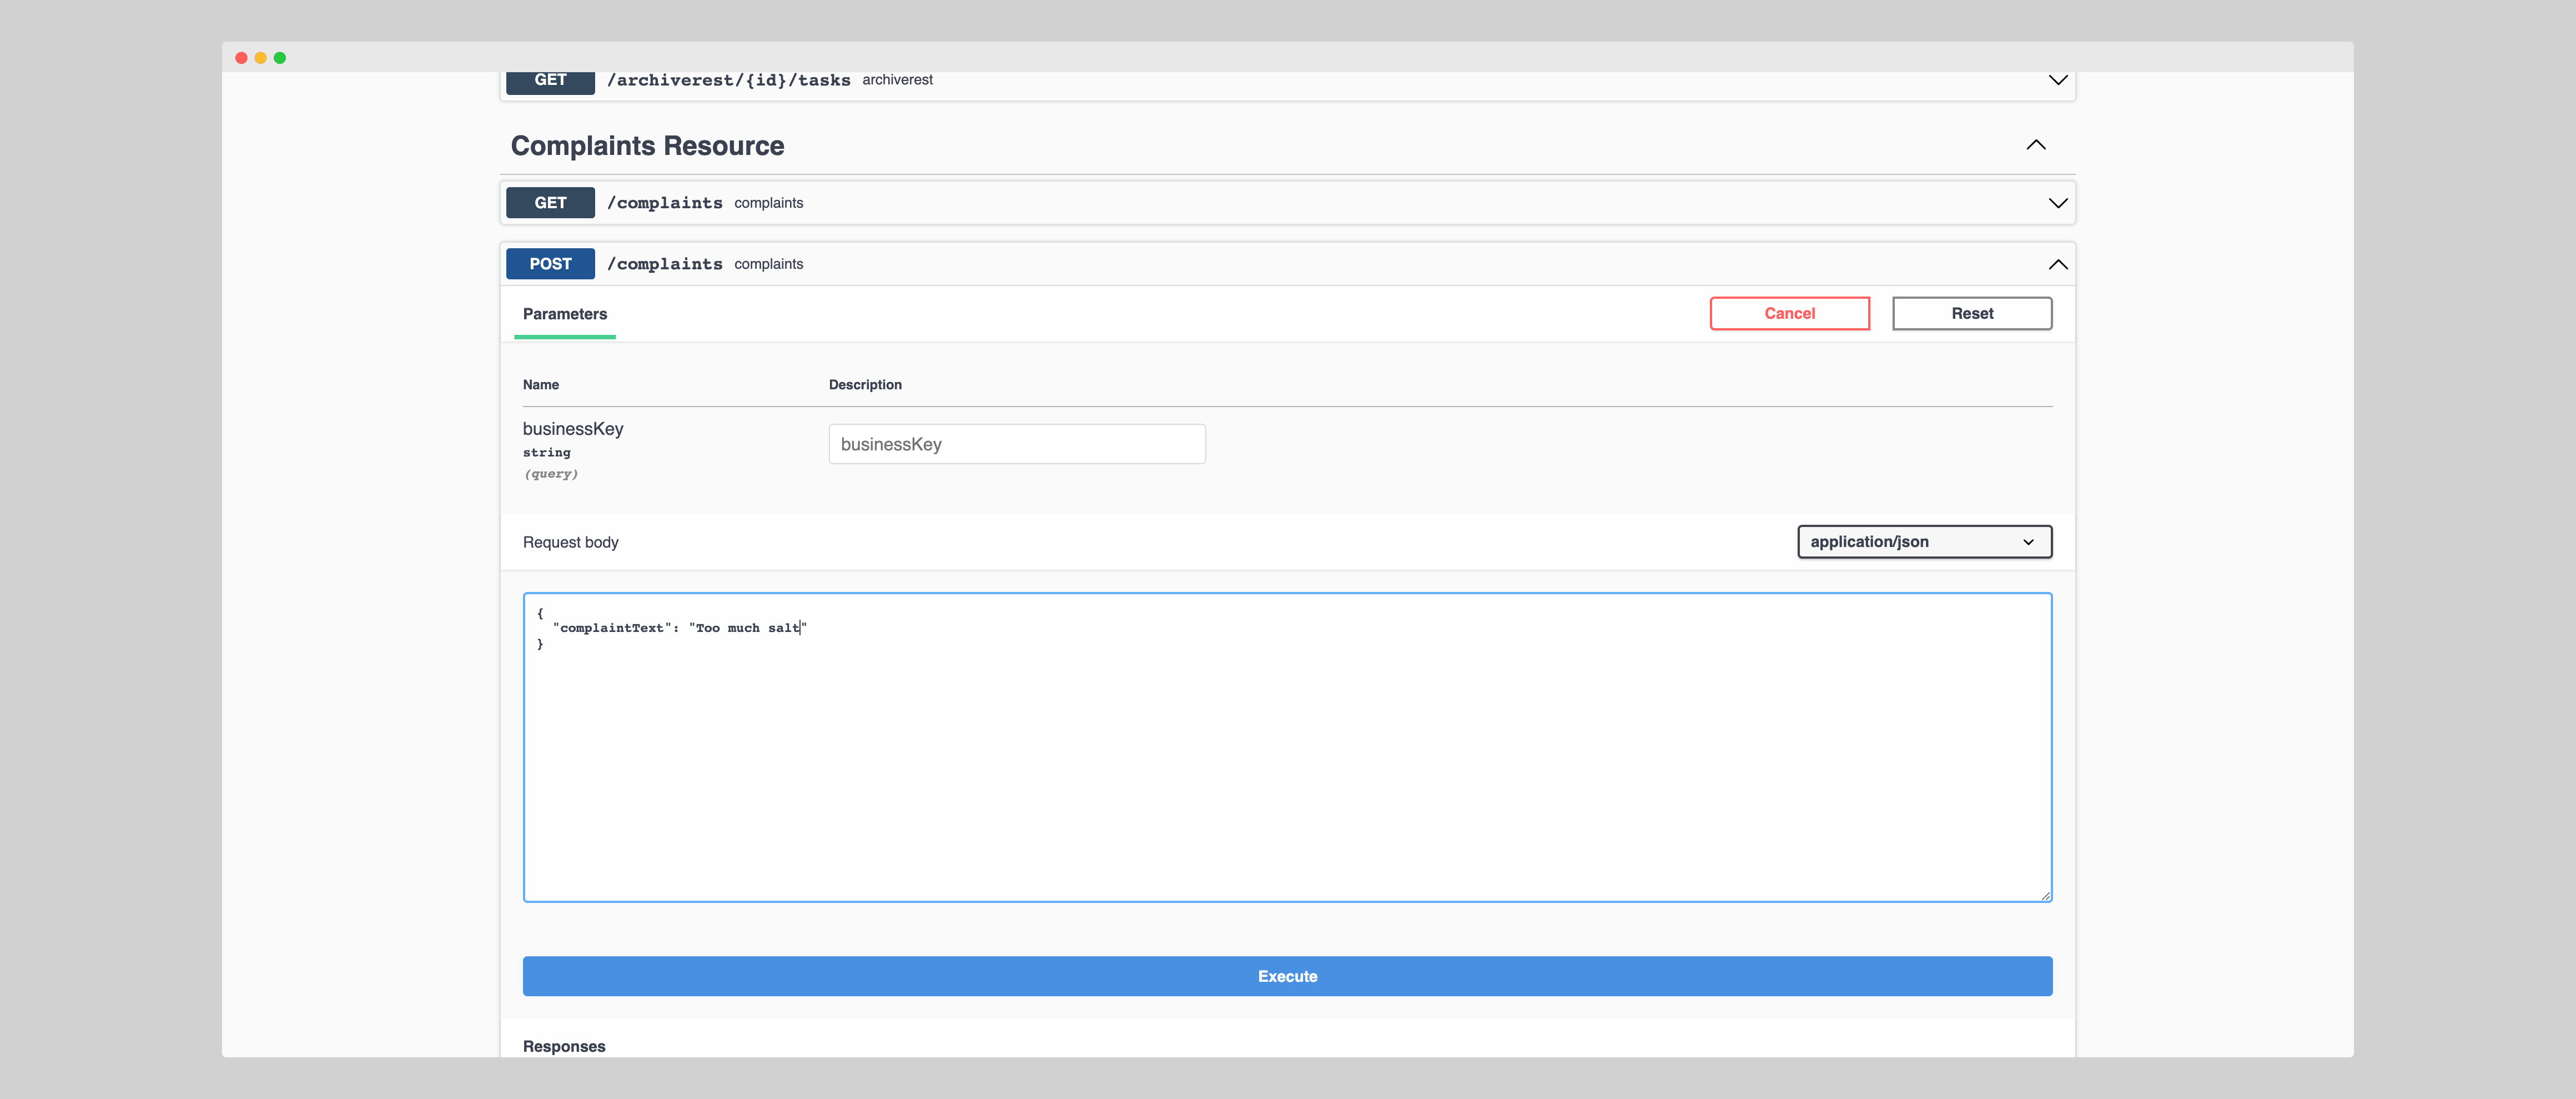 GET /archiverest/{id}/tasks archiverest
Complaints Resource
GET /complaints complaints
POST /complaints complaints
Parameters Cancel Reset
Name Description
businessKey
string
(query)
businessKey
Request body application/json
{
"complaintText": "Too much salt"
}
Execute
Responses